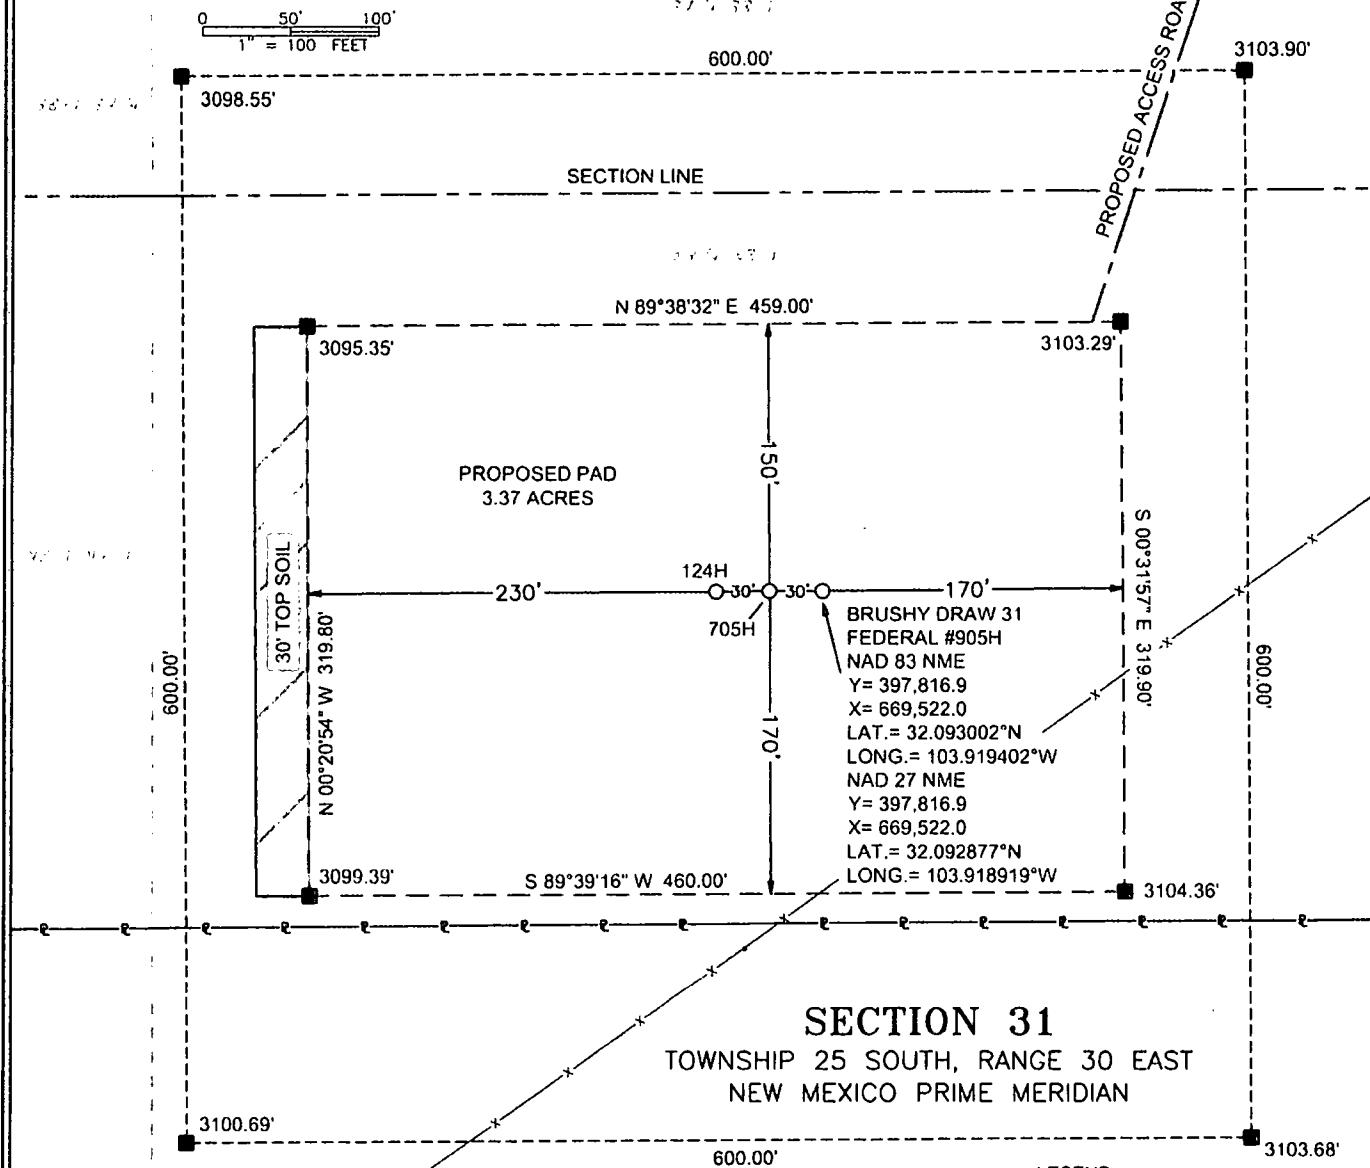 0 50' 100'
1" = 100 FEET
600.00'
3103.90'
3098.55'
PROPOSED ACCESS ROA
SECTION LINE
N 89°38'32" E 459.00'
3095.35'
3103.29'
150'
PROPOSED PAD
3.37 ACRES
30' TOP SOIL
N 00°20'54" W 319.80'
S 00°31'57" E 319.90'
124H
230'
30'
30'
170'
705H
170'
BRUSHY DRAW 31
FEDERAL #905H
NAD 83 NME
Y= 397,816.9
X= 669,522.0
LAT.= 32.093002°N
LONG.= 103.919402°W
NAD 27 NME
Y= 397,816.9
X= 669,522.0
LAT.= 32.092877°N
LONG.= 103.918919°W
600.00'
600.00'
3099.39'
S 89°39'16" W 460.00'
3104.36'
SECTION 31
TOWNSHIP 25 SOUTH, RANGE 30 EAST
NEW MEXICO PRIME MERIDIAN
3100.69'
3103.68'
600.00'